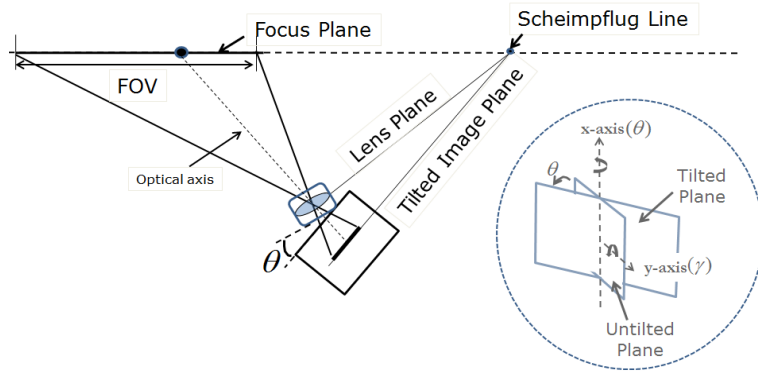 Scheimpflug Line
Focus Plane
FOV
Lens Plane
Tilted Image Plane
Optical axis
θ
x-axis(θ)
θ
Tilted
Plane
y-axis(γ)
Untilted
Plane